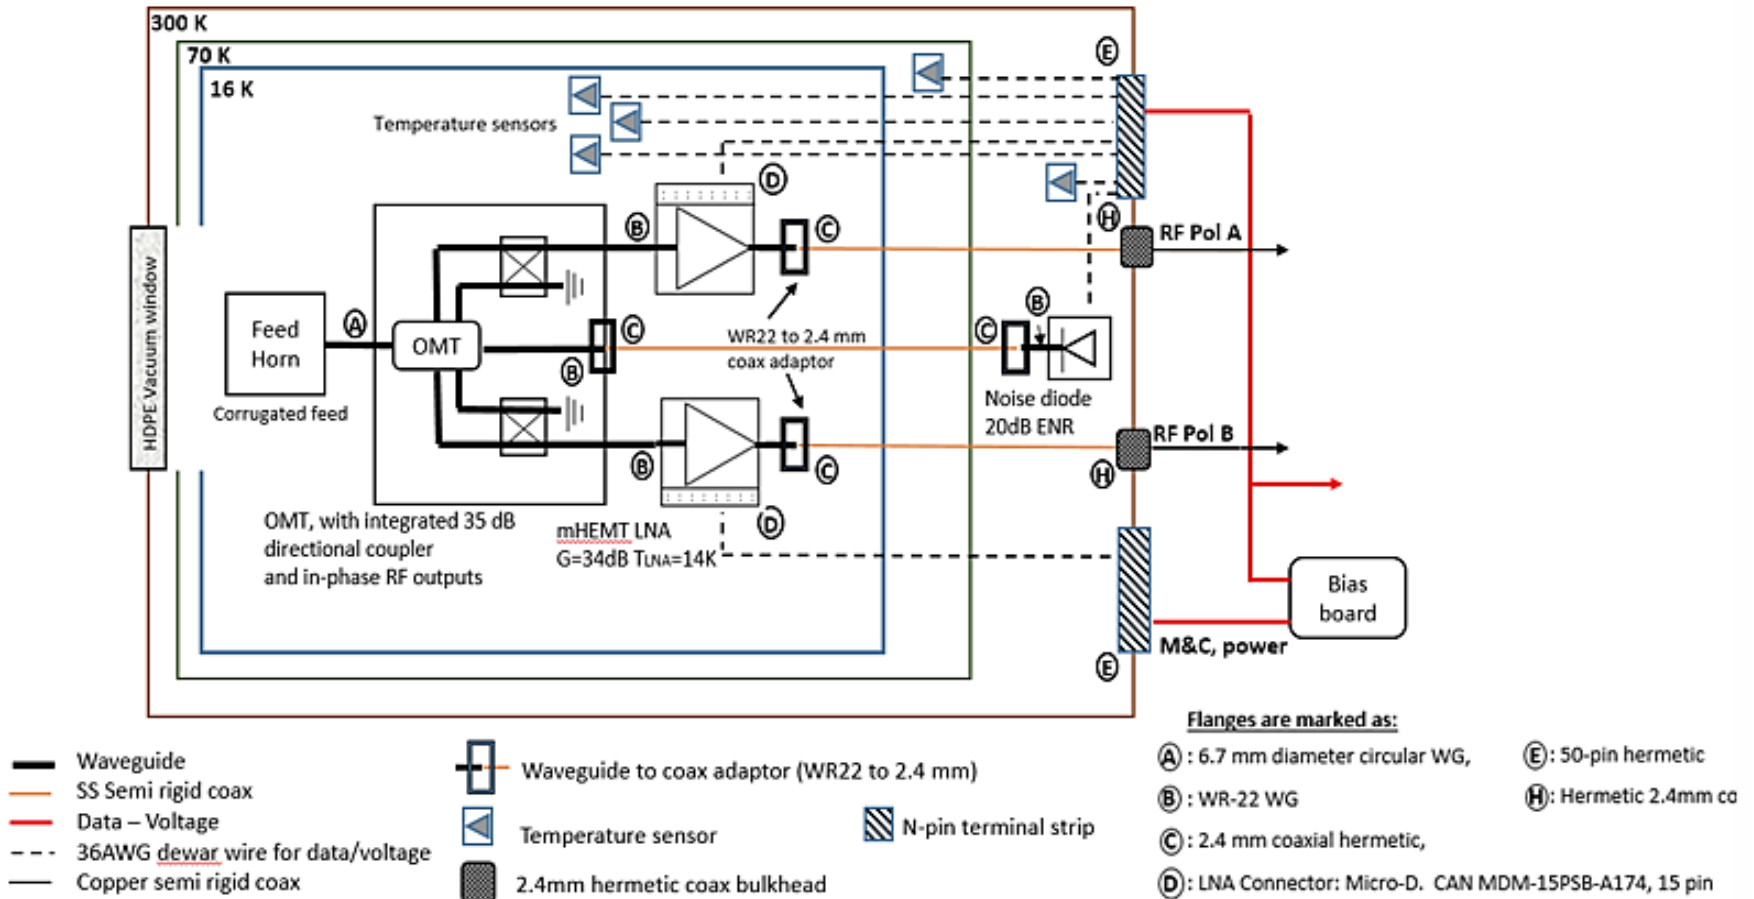 300 K
70 K
16 K
E
Temperature sensors
D
B
C
H
RF Pol A
HDPE Vacuum window
Feed
Horn
A
OMT
C
B
WR22 to 2.4 mm
coax adaptor
C
B
Corrugated feed
Noise diode
20dB ENR
RF Pol B
B
C
H
OMT, with integrated 35 dB
directional coupler
and in-phase RF outputs
mHEMT LNA
G=34dB TLNA=14K
D
Bias
board
M&C, power
E
Flanges are marked as:
A: 6.7 mm diameter circular WG,
B: WR-22 WG
C: 2.4 mm coaxial hermetic,
D: LNA Connector: Micro-D. CAN MDM-15PSB-A174, 15 pin
E: 50-pin hermetic
H: Hermetic 2.4mm co
Waveguide
SS Semi rigid coax
Data – Voltage
36AWG dewar wire for data/voltage
Copper semi rigid coax
Waveguide to coax adaptor (WR22 to 2.4 mm)
Temperature sensor
2.4mm hermetic coax bulkhead
N-pin terminal strip